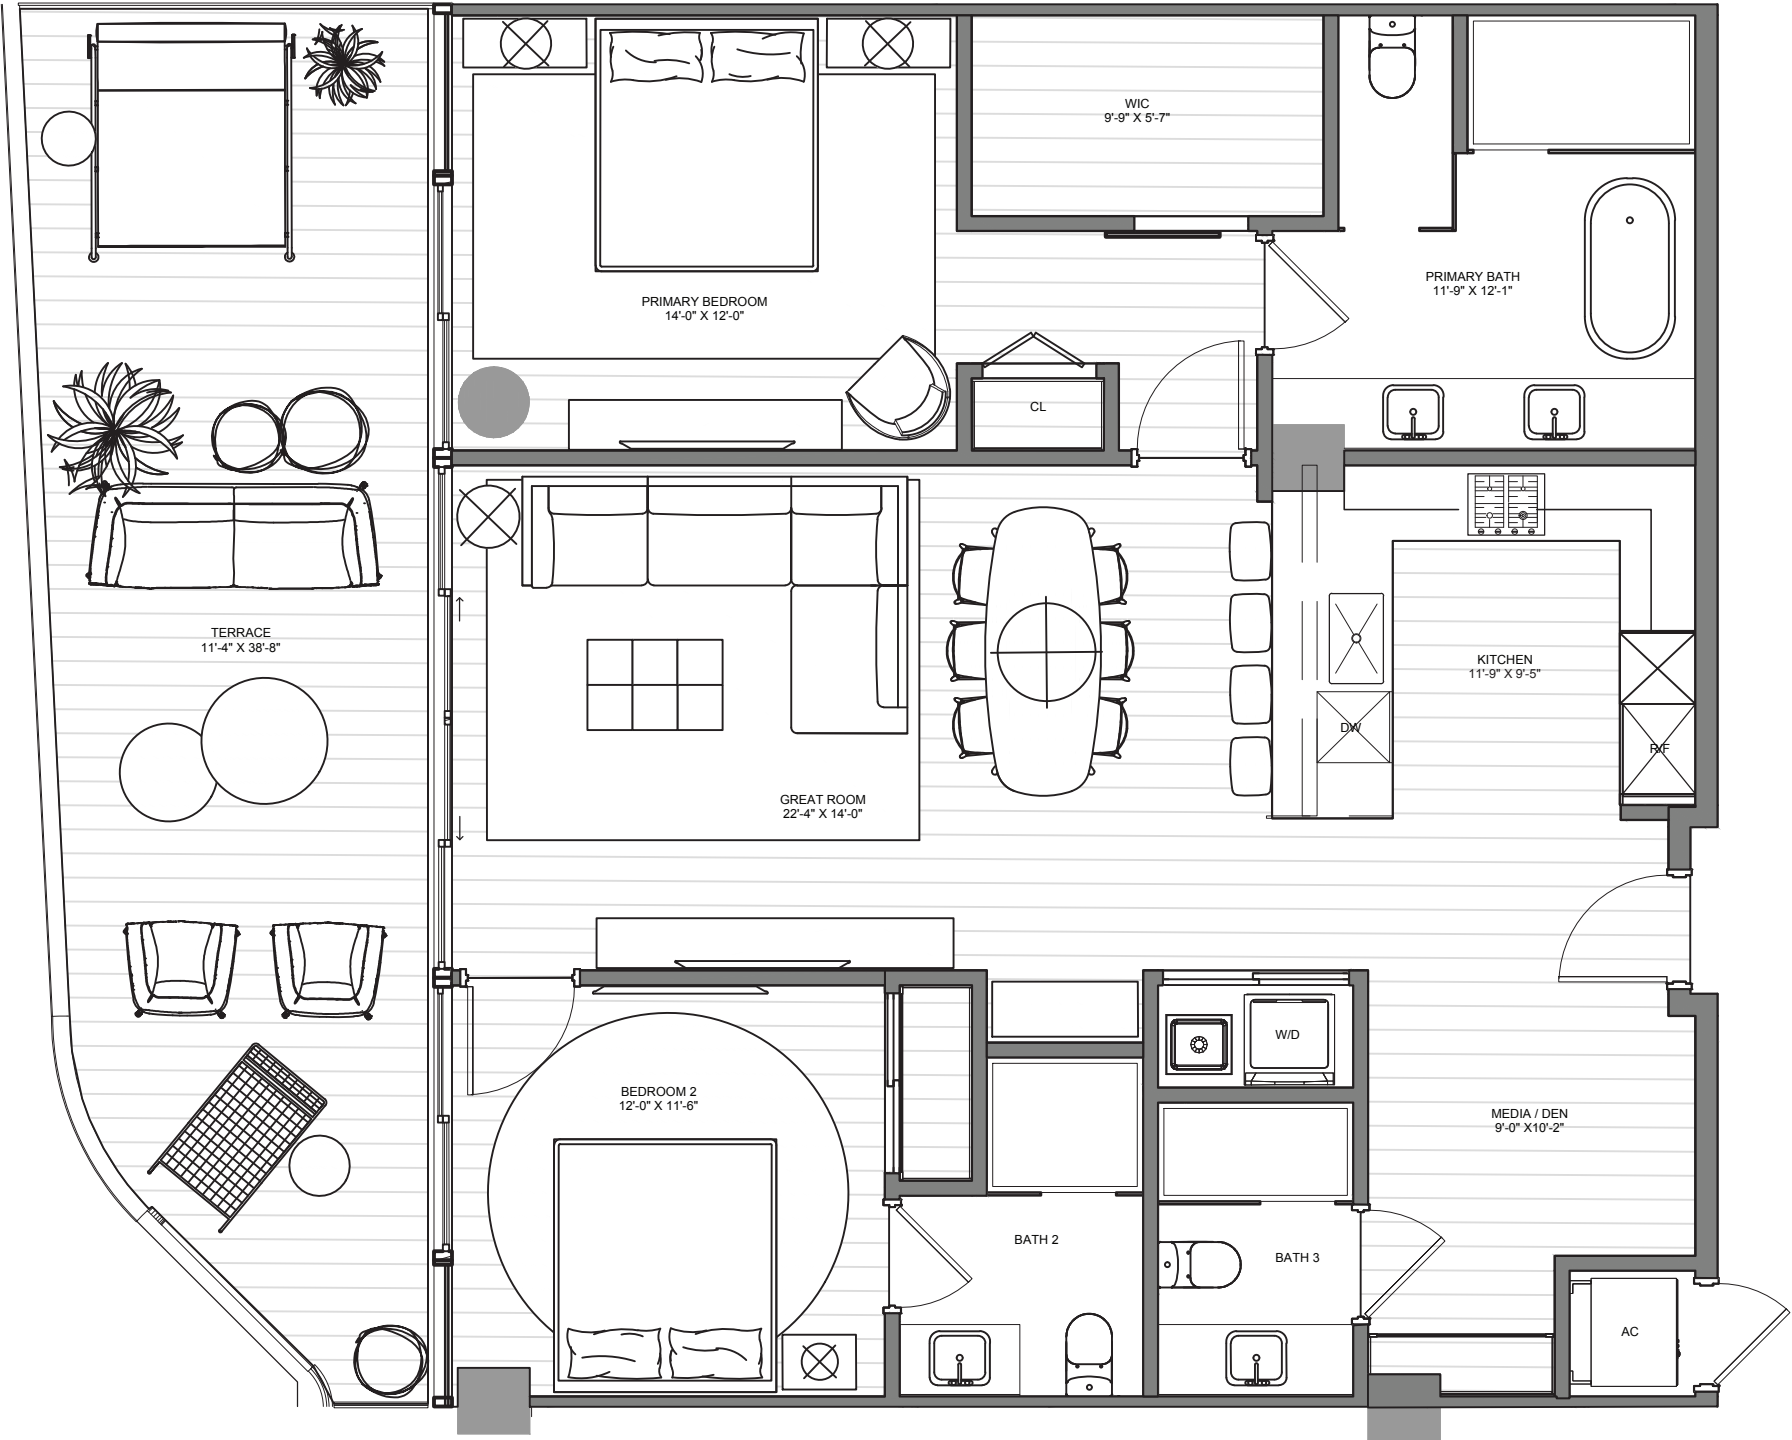 WIC
9'-9" X 5'-7"
PRIMARY BATH
11'-9" X 12'-1"
PRIMARY BEDROOM
14'-0" X 12'-0"
CL
TERRACE
11'-4" X 38'-8"
KITCHEN
11'-9" X 9'-5"
DW
R/F
GREAT ROOM
22'-4" X 14'-0"
W/D
BEDROOM 2
12'-0" X 11'-6"
MEDIA / DEN
9'-0" X10'-2"
BATH 2
BATH 3
AC